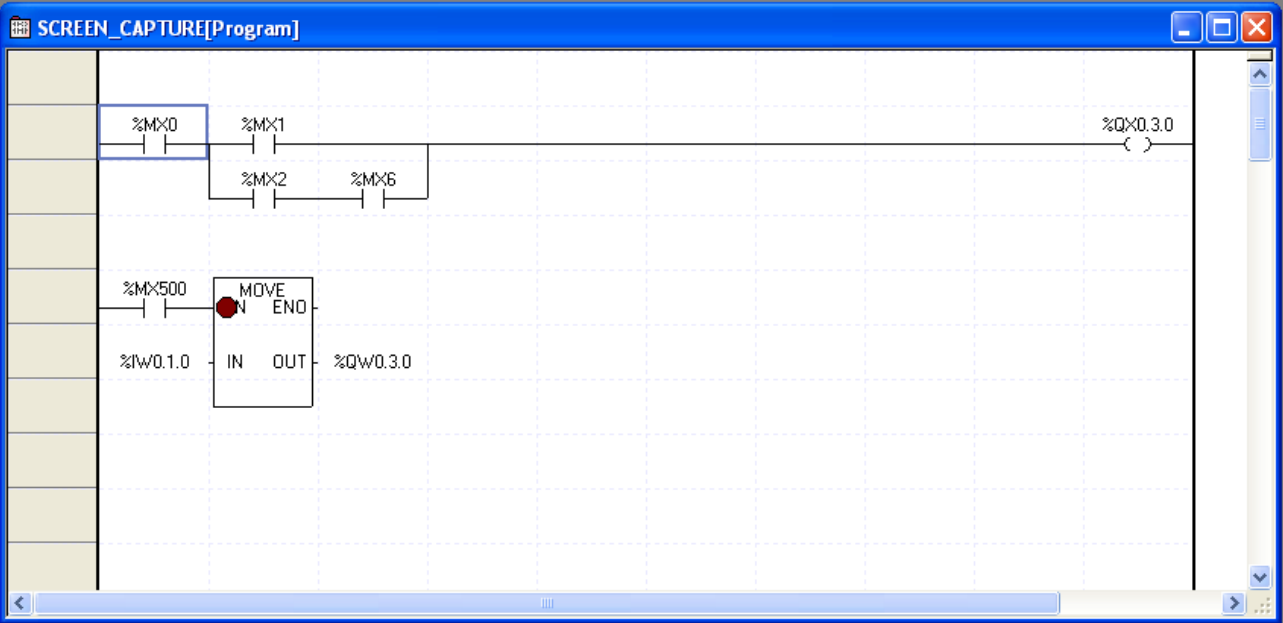 SCREEN_CAPTURE[Program]
%MX0 %MX1 %QX0.3.0
%MX2 %MX6
%MX500 MOVE
N ENO
%IW0.1.0 IN OUT %QW0.3.0